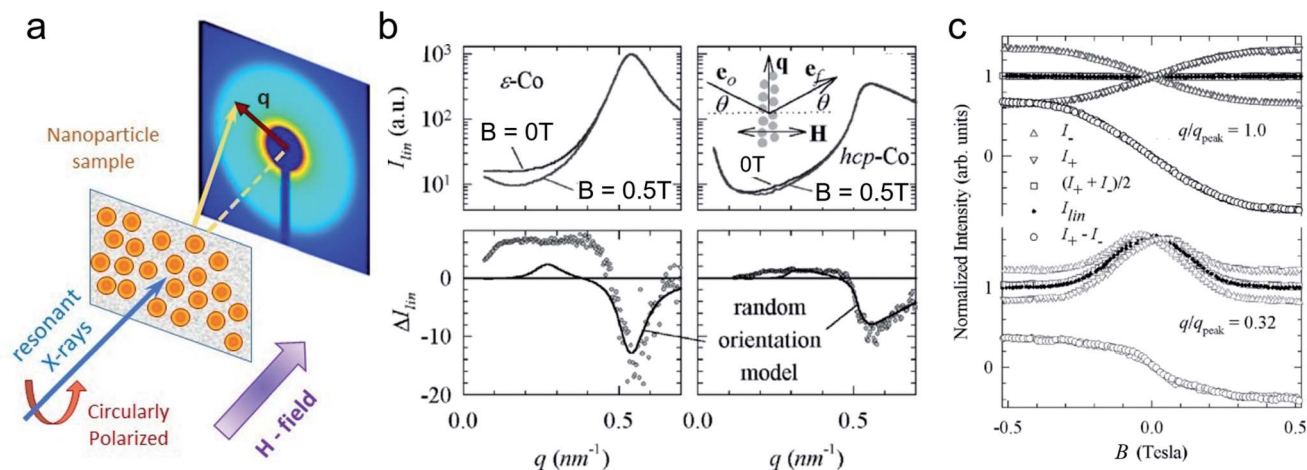 a
q
Nanoparticle
sample
resonant
X-rays
Circularly
Polarized
H - field
b
10³
10²
10¹
I_lin (a.u.)
ε-Co
B = 0T
B = 0.5T
e_o
q
e_f
θ
θ
H
0T
hcp-Co
B = 0.5T
0
-10
-20
ΔI_lin
random
orientation
model
0.0
0.5
0.0
0.5
q (nm⁻¹)
q (nm⁻¹)
c
Normalized Intensity (arb. units)
1
0
1
0
I_-
q/q_peak = 1.0
I_+
(I_+ + I_-)/2
I_lin
I_+ - I_-
q/q_peak = 0.32
-0.5
0.0
0.5
B (Tesla)